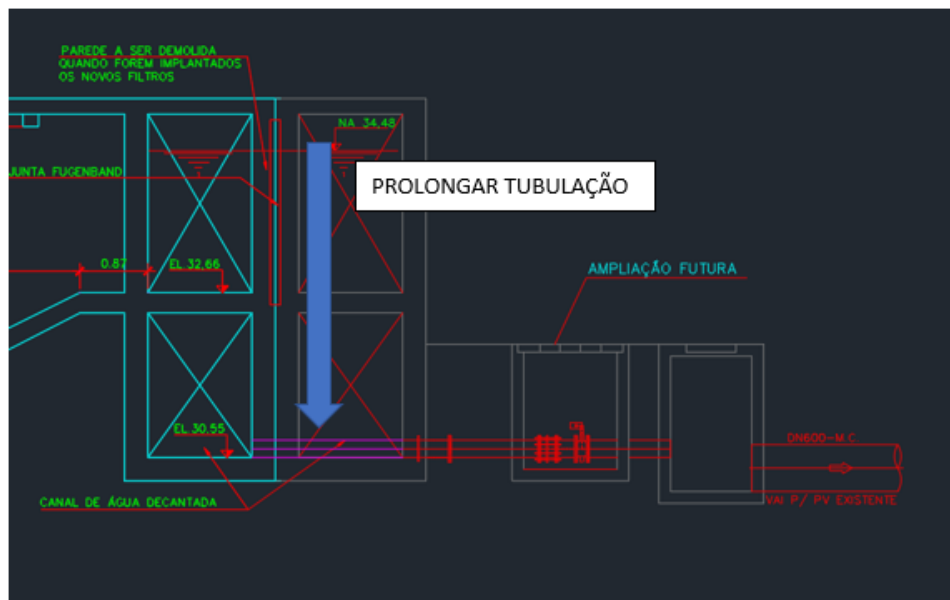 PAREDE A SER DEMOLIDA
QUANDO FOREM IMPLANTADOS
OS NOVOS FILTROS
NA 34,48
JUNTA FUGENBAND
PROLONGAR TUBULAÇÃO
0.87
EL 32,66
AMPLIAÇÃO FUTURA
EL 30,55
DN600-M.C
CANAL DE ÁGUA DECANTADA
VAI P/ PV EXISTENTE